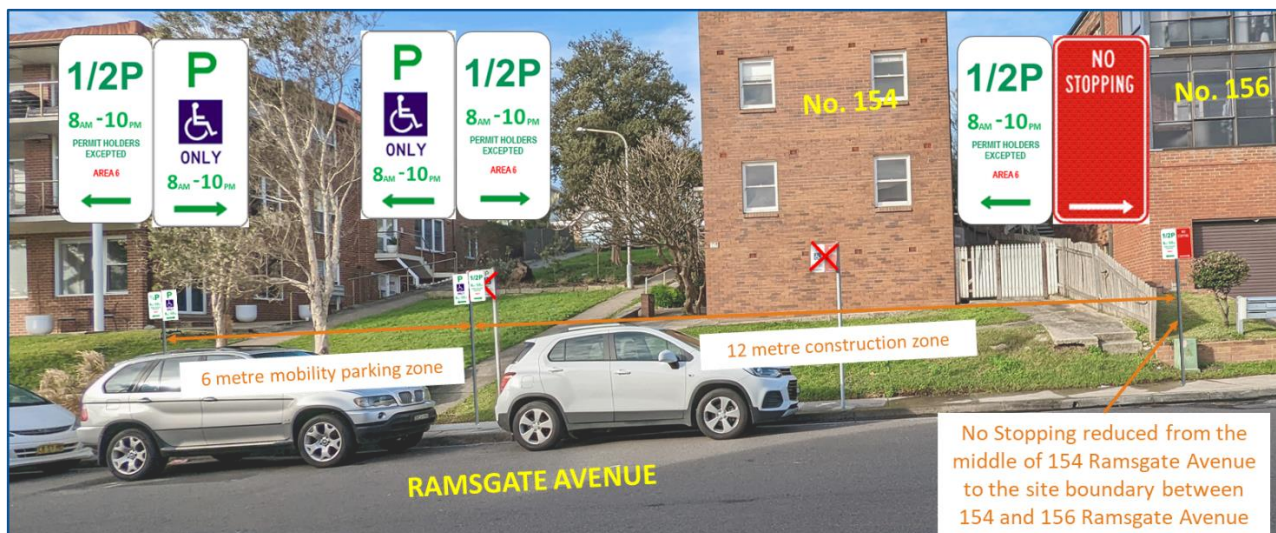 1/2P
8AM -10PM
PERMIT HOLDERS
EXCEPTED
AREA 6
P
ONLY
8AM -10PM
P
ONLY
8AM -10PM
1/2P
8AM -10PM
PERMIT HOLDERS
EXCEPTED
AREA 6
1/2P
8AM -10PM
PERMIT HOLDERS
EXCEPTED
AREA 6
NO
STOPPING
No. 154
No. 156
6 metre mobility parking zone
12 metre construction zone
RAMSGATE AVENUE
No Stopping reduced from the
middle of 154 Ramsgate Avenue
to the site boundary between
154 and 156 Ramsgate Avenue